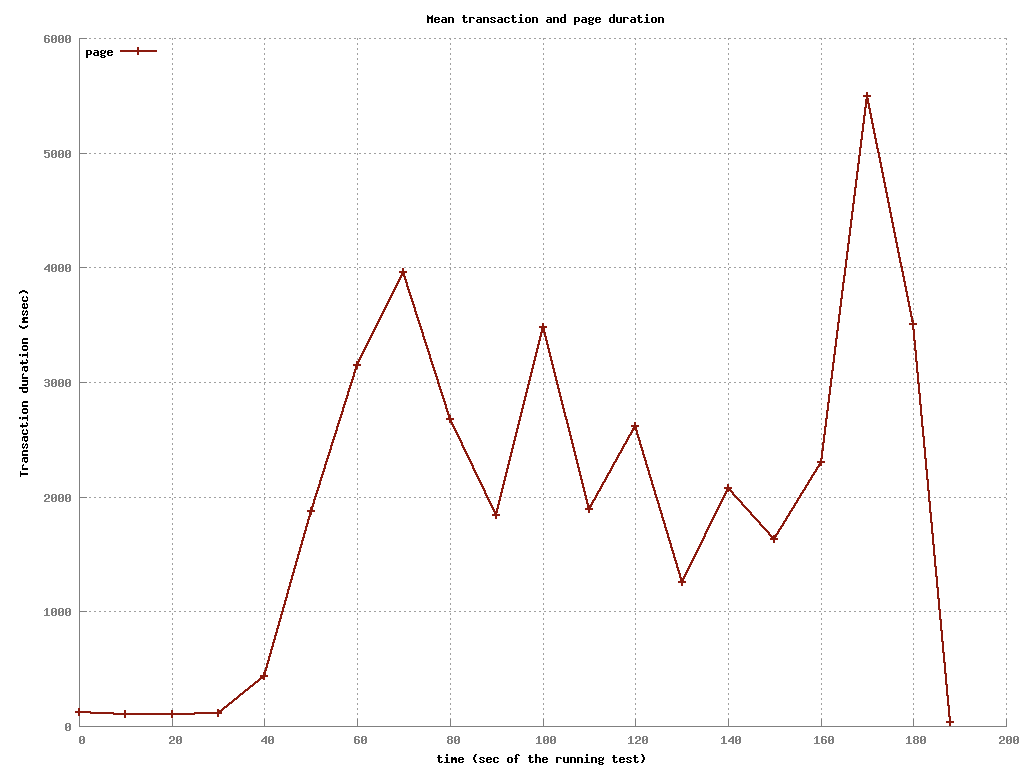 Mean transaction and page duration
page
6000
5000
4000
3000
2000
1000
0
Transaction duration (msec)
0 20 40 60 80 100 120 140 160 180 200
time (sec of the running test)